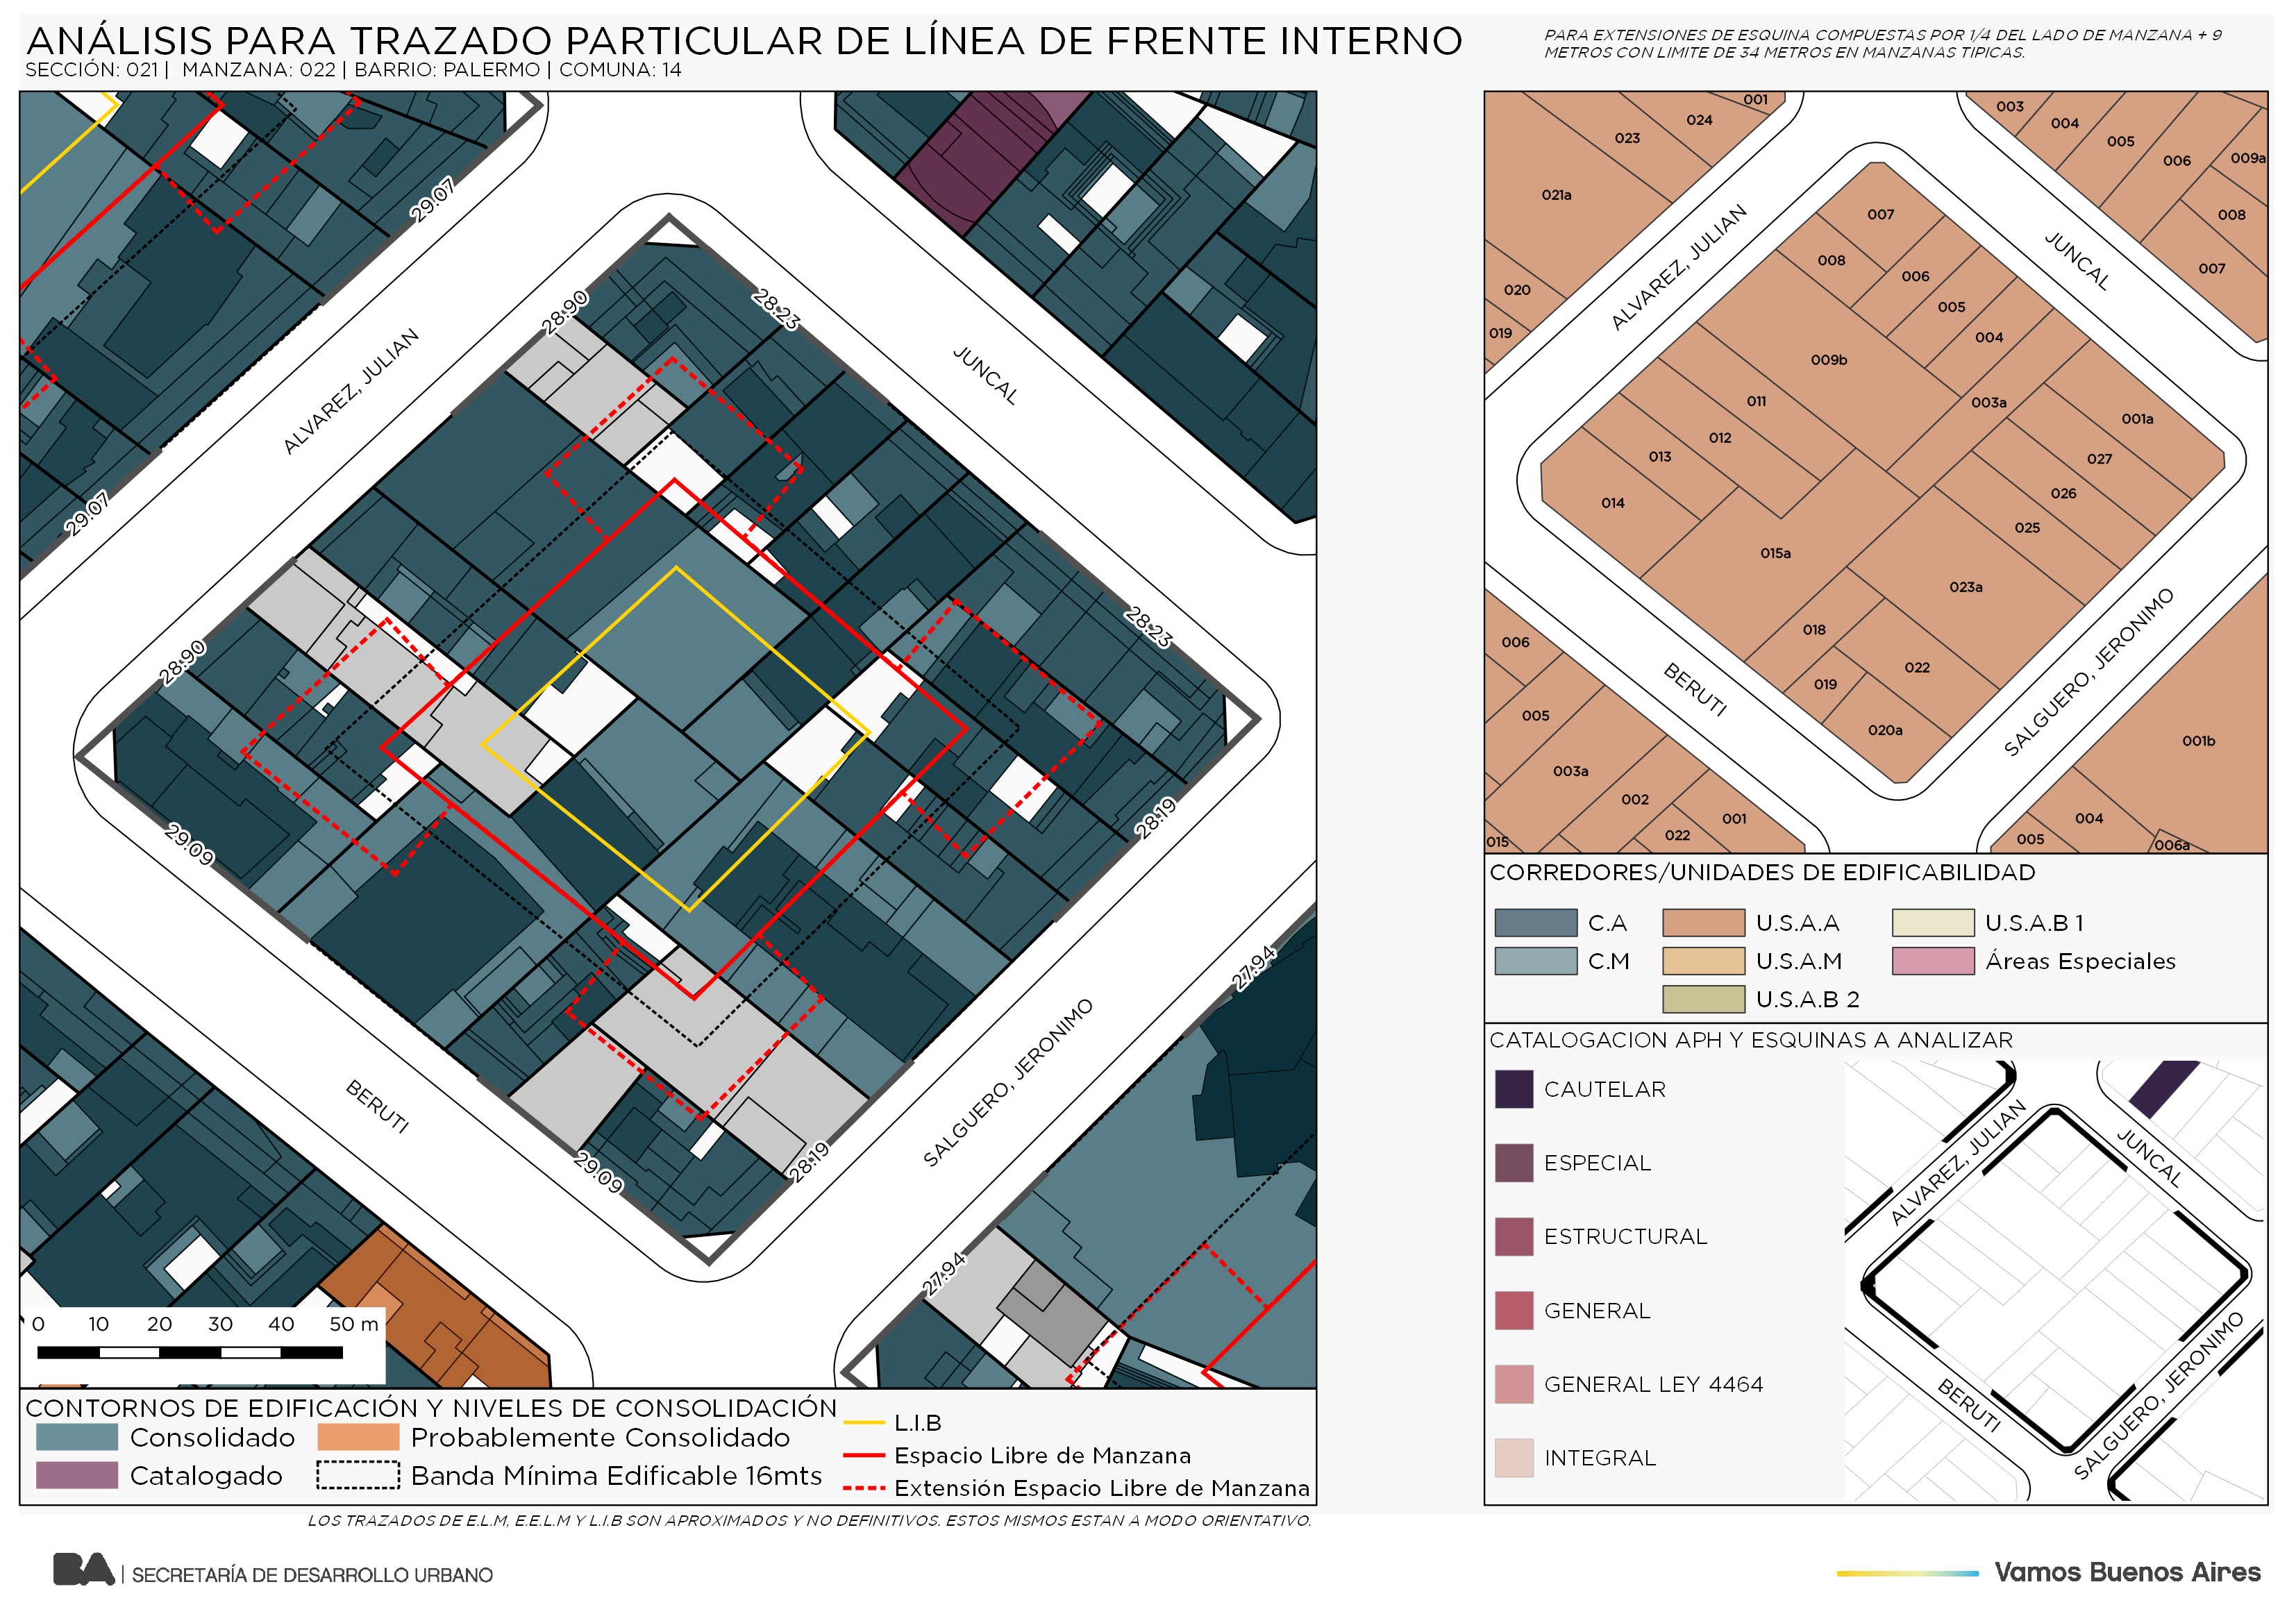 ANÁLISIS PARA TRAZADO PARTICULAR DE LÍNEA DE FRENTE INTERNO
SECCIÓN: 021 | MANZANA: 022 | BARRIO: PALERMO | COMUNA: 14
PARA EXTENSIONES DE ESQUINA COMPUESTAS POR 1/4 DEL LADO DE MANZANA + 9
METROS CON LIMITE DE 34 METROS EN MANZANAS TIPICAS.
29.07
29.07
28.90
28.90
28.23
28.23
28.19
28.19
29.09
29.09
27.94
27.94
ALVAREZ, JULIAN
JUNCAL
BERUTI
SALGUERO, JERONIMO
0 10 20 30 40 50 m
CONTORNOS DE EDIFICACIÓN Y NIVELES DE CONSOLIDACIÓN
Consolidado
Probablemente Consolidado
Catalogado
Banda Mínima Edificable 16mts
L.I.B
Espacio Libre de Manzana
Extensión Espacio Libre de Manzana
LOS TRAZADOS DE E.L.M, E.E.L.M Y L.I.B SON APROXIMADOS Y NO DEFINITIVOS. ESTOS MISMOS ESTAN A MODO ORIENTATIVO.
001
024
023
021a
020
019
003
004
005
006
009a
008
007
ALVAREZ, JULIAN
JUNCAL
007
008
006
005
004
009b
003a
001a
011
012
027
013
026
014
025
015a
023a
018
022
019
020a
BERUTI
SALGUERO, JERONIMO
006
005
003a
002
001
022
015
001b
004
005
006a
CORREDORES/UNIDADES DE EDIFICABILIDAD
C.A
U.S.A.A
U.S.A.B 1
C.M
U.S.A.M
Áreas Especiales
U.S.A.B 2
CATALOGACION APH Y ESQUINAS A ANALIZAR
CAUTELAR
ESPECIAL
ESTRUCTURAL
GENERAL
GENERAL LEY 4464
INTEGRAL
ALVAREZ, JULIAN
JUNCAL
BERUTI
SALGUERO, JERONIMO
BA | SECRETARÍA DE DESARROLLO URBANO
Vamos Buenos Aires